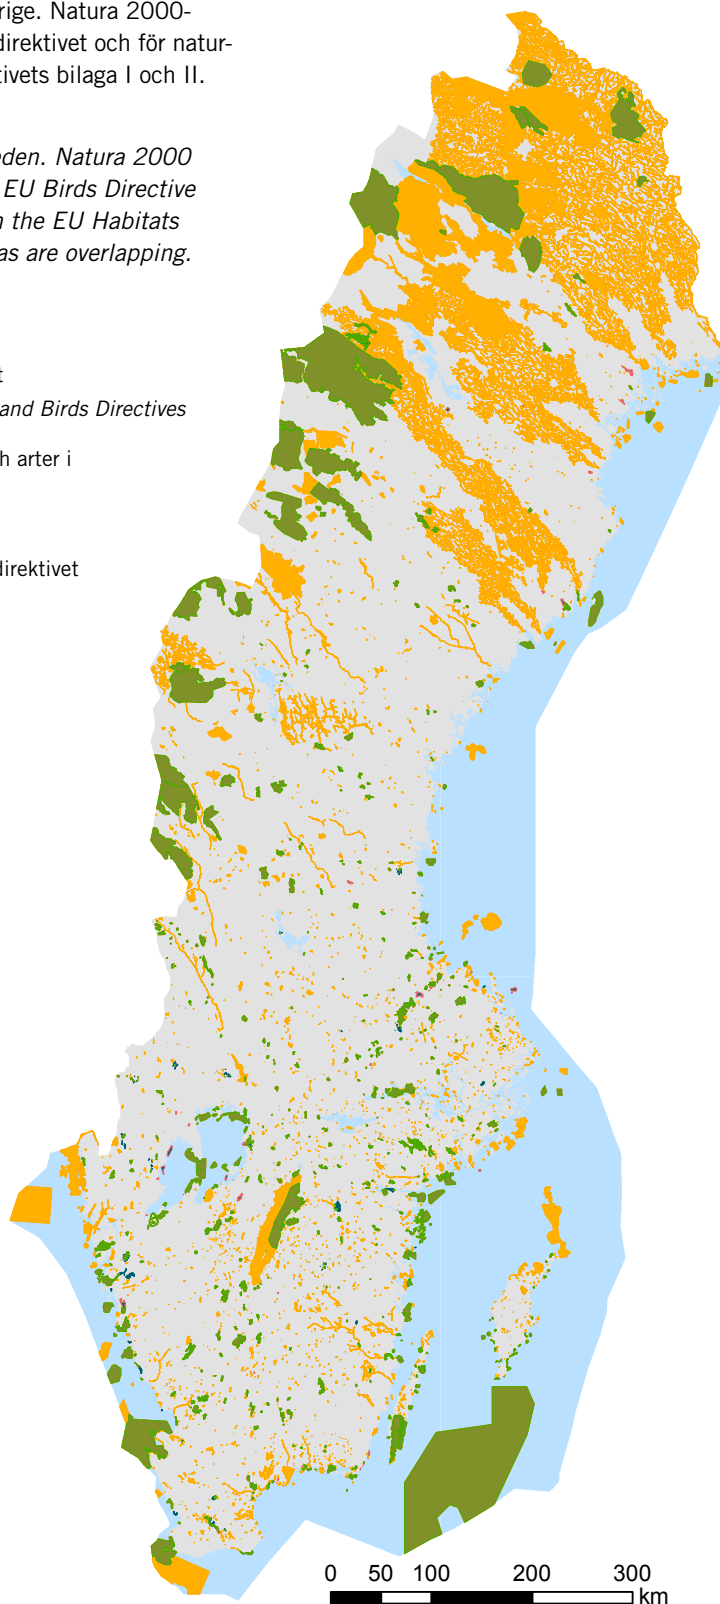 rige. Natura 2000-
direktivet och för natur-
tivets bilaga I och II.
eden. Natura 2000
EU Birds Directive
n the EU Habitats
as are overlapping.
t
and Birds Directives
h arter i
direktivet
0 50 100 200 300
km